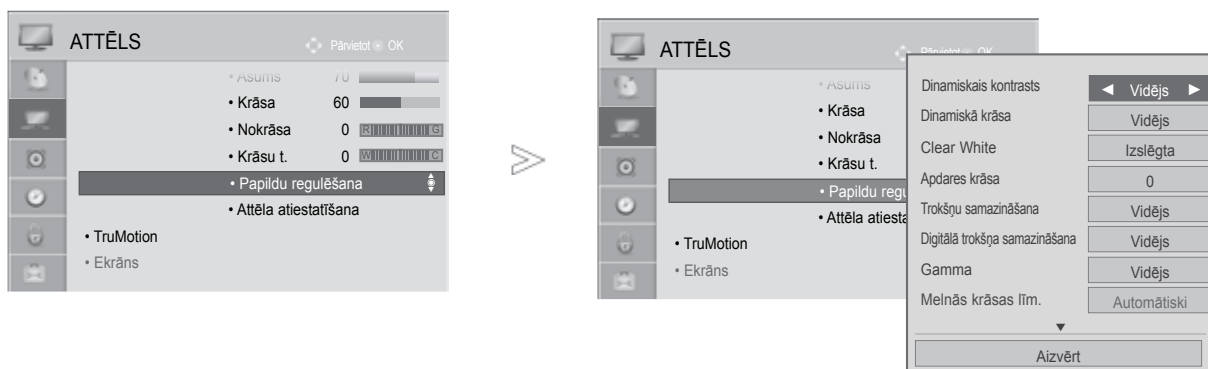 ATTĒLS
Pārvietot OK
• Asums 70
• Krāsa 60
• Nokrāsa 0 R G
• Krāsu t. 0 W G
• Papildu regulēšana
• Attēla atiestatīšana
• TruMotion
• Ekrāns
ATTĒLS
Pārvietot OK
• Asums
• Krāsa
• Nokrāsa
• Krāsu t.
• Papildu regu
• Attēla atiesta
• TruMotion
• Ekrāns
Dinamiskais kontrasts ◄ Vidējs ►
Dinamiskā krāsa Vidējs
Clear White Izslēgta
Apdares krāsa 0
Trokšņu samazināšana Vidējs
Digitālā trokšņa samazināšana Vidējs
Gamma Vidējs
Melnās krāsas līm. Automātiski
▼
Aizvērt